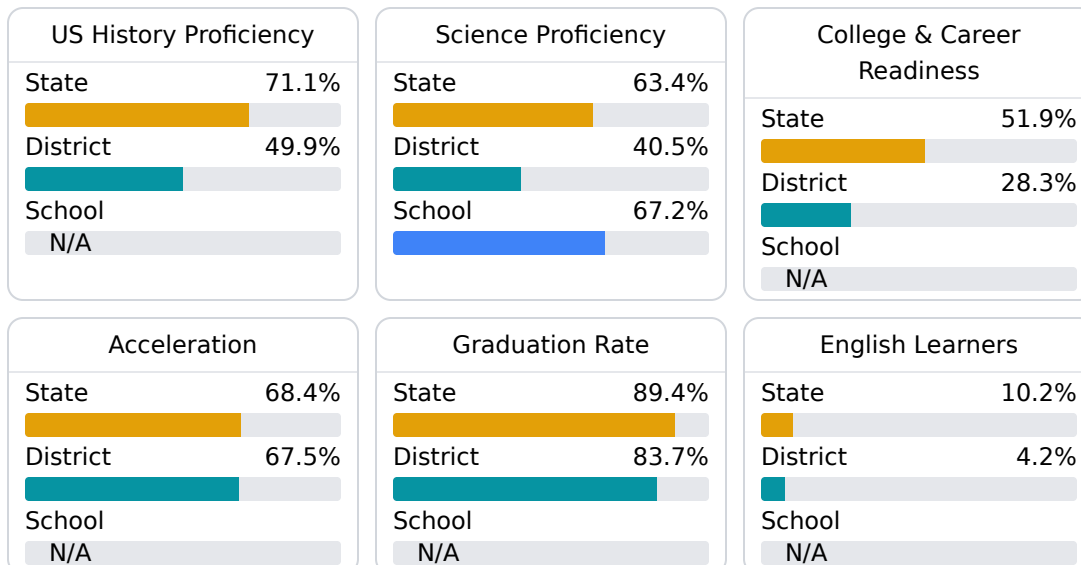 US History Proficiency
State 71.1%
District 49.9%
School
N/A
Science Proficiency
State 63.4%
District 40.5%
School 67.2%
College & Career
Readiness
State 51.9%
District 28.3%
School
N/A
Acceleration
State 68.4%
District 67.5%
School
N/A
Graduation Rate
State 89.4%
District 83.7%
School
N/A
English Learners
State 10.2%
District 4.2%
School
N/A